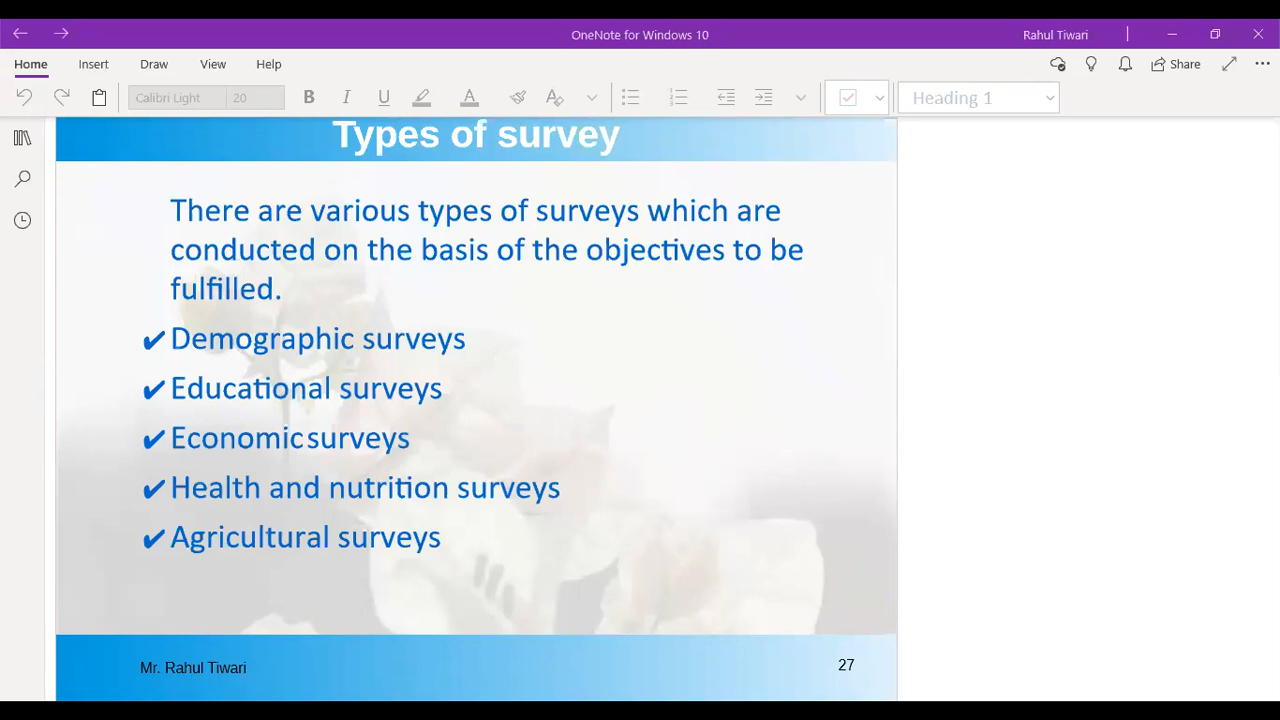 OneNote for Windows 10
Rahul Tiwari
Home Insert Draw View Help
Share
Calibri Light 20 B I U A Heading 1
Types of survey
There are various types of surveys which are
conducted on the basis of the objectives to be
fulfilled.
✔Demographic surveys
✔Educational surveys
✔Economic surveys
✔Health and nutrition surveys
✔Agricultural surveys
Mr. Rahul Tiwari
27